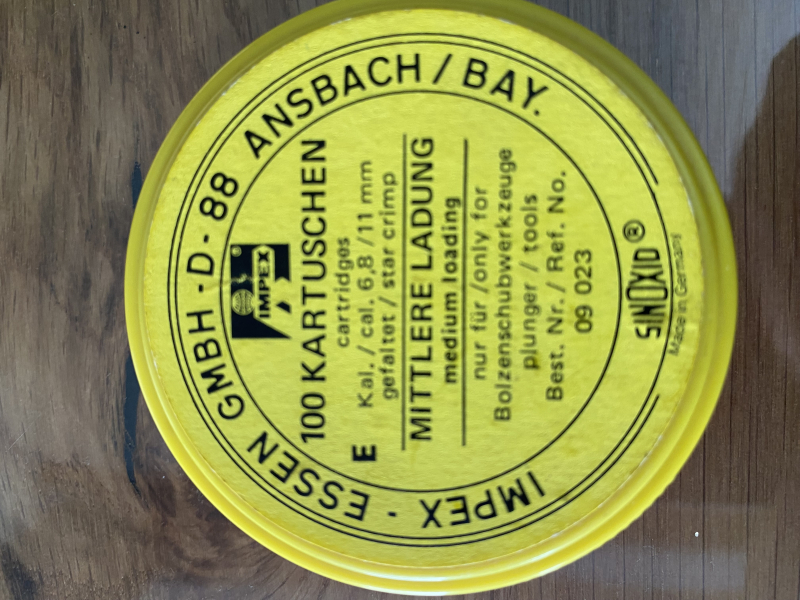 IMPEX · ESSEN GMBH · D - 88 ANSBACH / BAY.
IMPEX
100 KARTUSCHEN
cartridges
E
Kal. / cal. 6,8 / 11 mm
gefaltet / star crimp
MITTLERE LADUNG
medium loading
nur für / only for
Bolzenschubwerkzeuge
plunger / tools
Best. Nr. / Ref. No.
09 023
SINOXID ®
Made in Germany